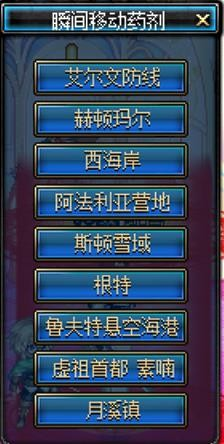 瞬间移动药剂
艾尔文防线
赫顿玛尔
西海岸
阿法利亚营地
斯顿雪域
根特
鲁夫特悬空海港
虚祖首都 素喃
月溪镇